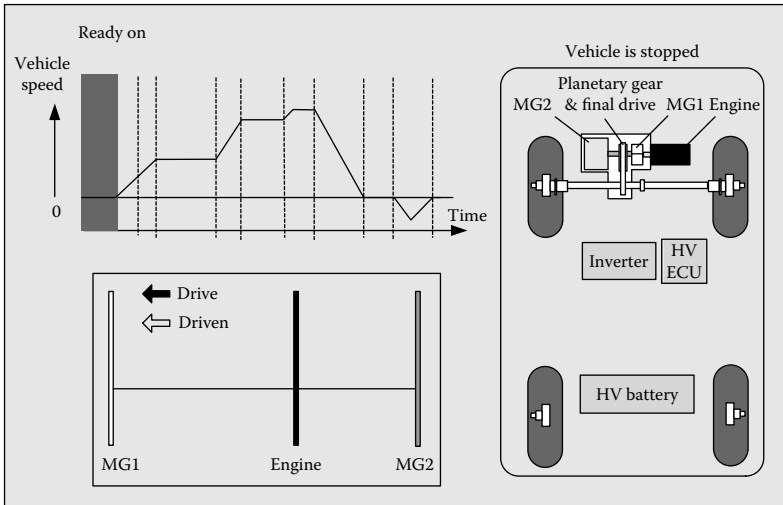 Ready on
Vehicle
speed
0
Time
Drive
Driven
MG1
Engine
MG2
Vehicle is stopped
Planetary gear
MG2 & final drive MG1 Engine
Inverter
HV
ECU
HV battery